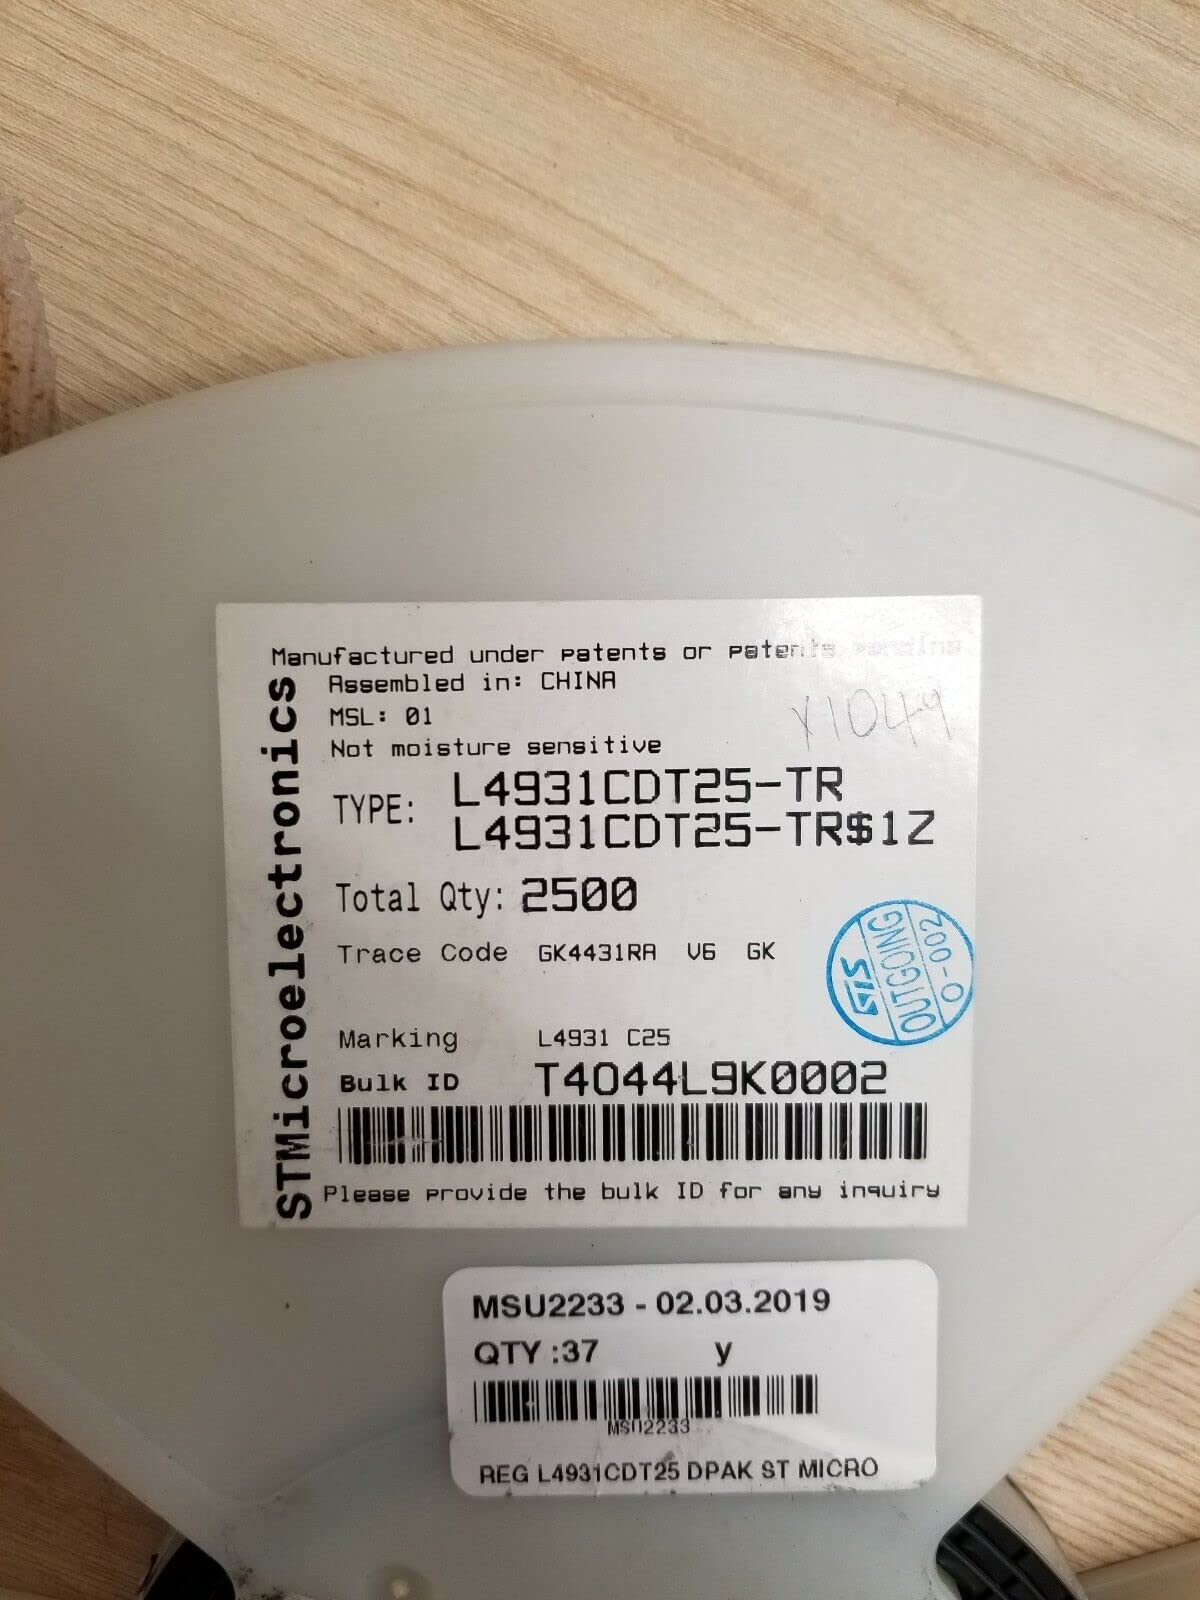 Manufactured under patents or patents pending
Assembled in: CHINA
MSL: 01
Not moisture sensitive
X1049
TYPE: L4931CDT25-TR
L4931CDT25-TR$1Z
Total Qty: 2500
Trace Code GK4431RA V6 GK
Marking L4931 C25
Bulk ID T4044L9K0002
Please provide the bulk ID for any inquiry
STMicroelectronics
SIS
OUTGOING
O-002
MSU2233 - 02.03.2019
QTY :37 y
MSU2233
REG L4931CDT25 DPAK ST MICRO